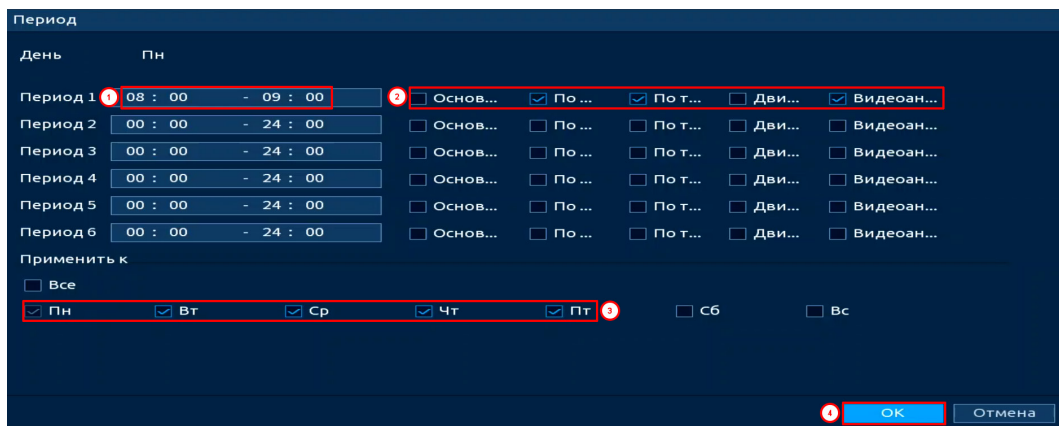 Период
День Пн
Период 1 1 08 : 00 - 09 : 00 2 Основ... По ... По т... Дви... Видеоан...
Период 2 00 : 00 - 24 : 00 Основ... По ... По т... Дви... Видеоан...
Период 3 00 : 00 - 24 : 00 Основ... По ... По т... Дви... Видеоан...
Период 4 00 : 00 - 24 : 00 Основ... По ... По т... Дви... Видеоан...
Период 5 00 : 00 - 24 : 00 Основ... По ... По т... Дви... Видеоан...
Период 6 00 : 00 - 24 : 00 Основ... По ... По т... Дви... Видеоан...
Применить к
Все
Пн Вт Ср Чт Пт 3 Сб Вс
4 OK Отмена